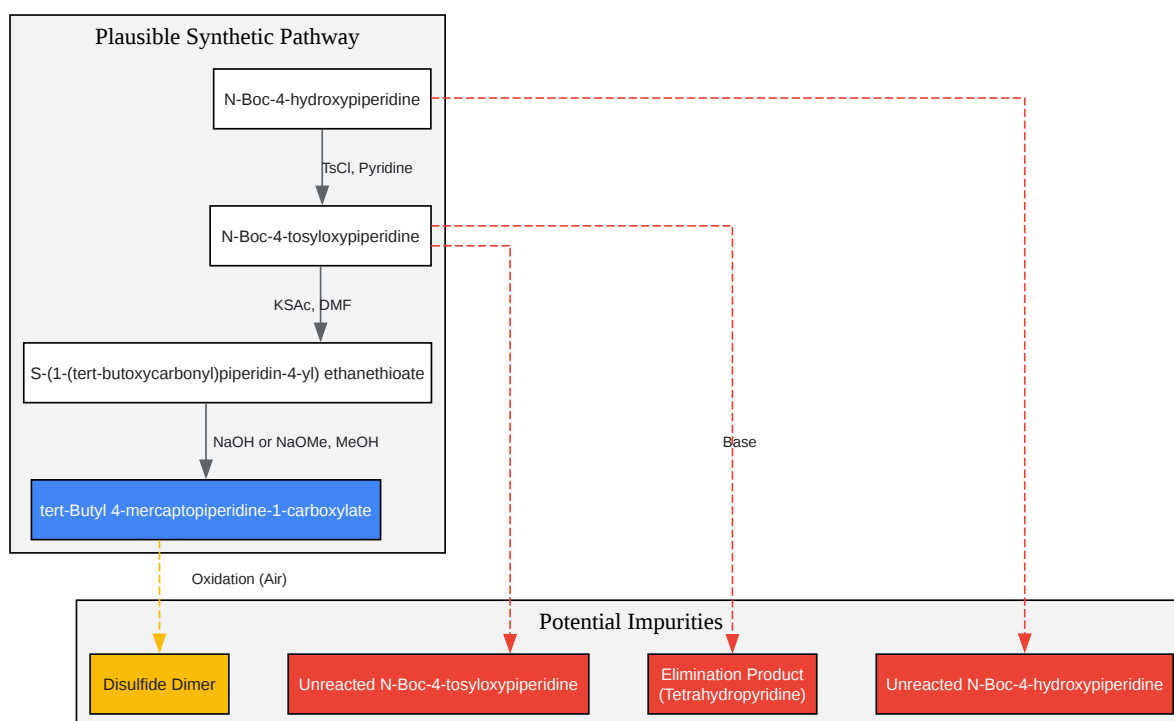 Plausible Synthetic Pathway
N-Boc-4-hydroxypiperidine
TsCl, Pyridine
N-Boc-4-tosyloxypiperidine
KSAc, DMF
S-(1-(tert-butoxycarbonyl)piperidin-4-yl) ethanethioate
NaOH or NaOMe, MeOH
Base
tert-Butyl 4-mercaptopiperidine-1-carboxylate
Oxidation (Air)
Potential Impurities
Disulfide Dimer
Unreacted N-Boc-4-tosyloxypiperidine
Elimination Product
(Tetrahydropyridine)
Unreacted N-Boc-4-hydroxypiperidine